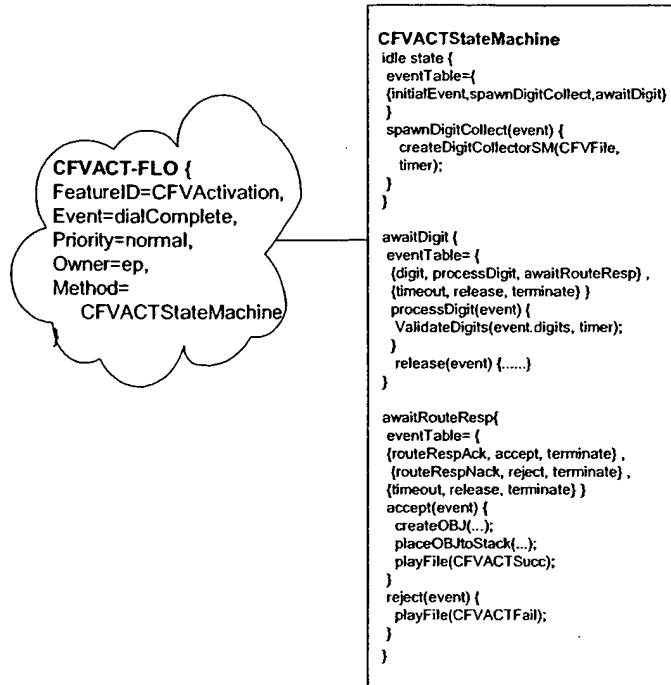 CFVACT-FLO {
FeatureID=CFVActivation,
Event=dialComplete,
Priority=normal,
Owner=ep,
Method=
CFVACTStateMachine
}
CFVACTStateMachine
idle state {
eventTable={
{initialEvent,spawnDigitCollect,awaitDigit}
}
spawnDigitCollect(event) {
createDigitCollectorSM(CFVFile,
timer);
}
}
awaitDigit {
eventTable= {
{digit, processDigit, awaitRouteResp} ,
{timeout, release, terminate} }
processDigit(event) {
ValidateDigits(event.digits, timer);
}
release(event) {......}
}
awaitRouteResp{
eventTable= {
{routeRespAck, accept, terminate} ,
{routeRespNack, reject, terminate} ,
{timeout, release, terminate} }
accept(event) {
createOBJ(...);
placeOBJtoStack(...);
playFile(CFVACTSucc);
}
reject(event) {
playFile(CFVACTFail);
}
}